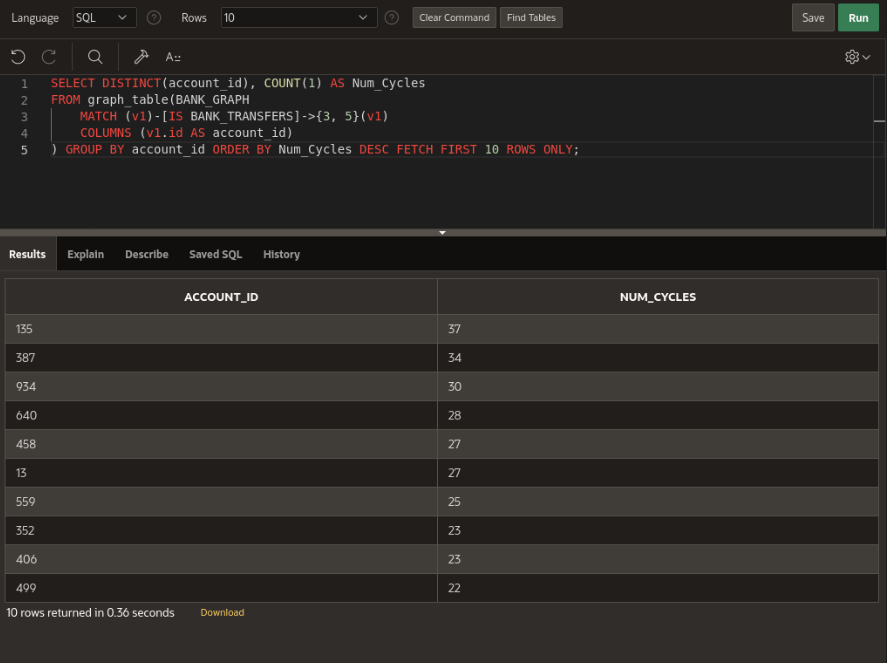 Language SQL Rows 10 Clear Command Find Tables Save Run
A::
1 SELECT DISTINCT(account_id), COUNT(1) AS Num_Cycles
2 FROM graph_table(BANK_GRAPH
3 MATCH (v1)-[IS BANK_TRANSFERS]->{3, 5}(v1)
4 COLUMNS (v1.id AS account_id)
5 ) GROUP BY account_id ORDER BY Num_Cycles DESC FETCH FIRST 10 ROWS ONLY;
Results Explain Describe Saved SQL History
ACCOUNT_ID NUM_CYCLES
135 37
387 34
934 30
640 28
458 27
13 27
559 25
352 23
406 23
499 22
10 rows returned in 0.36 seconds Download